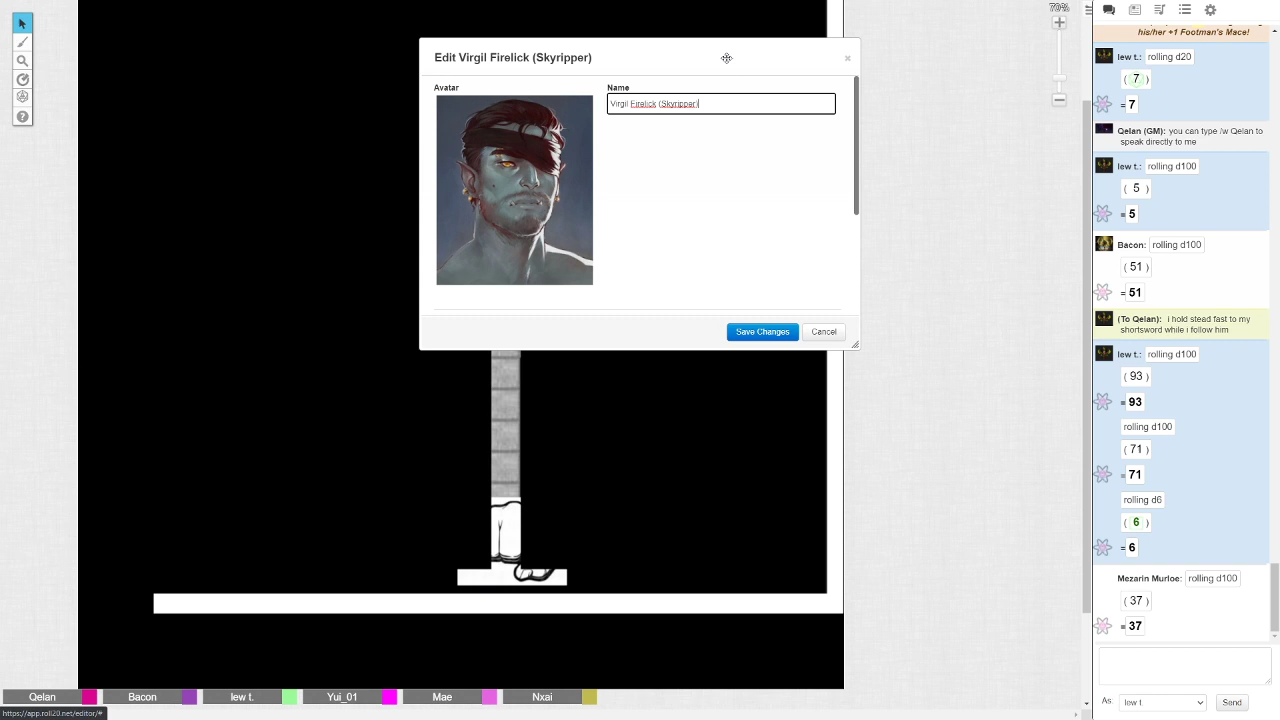 70%
Edit Virgil Firelick (Skyripper)
×
Avatar
Name
Virgil Firelick (Skyripper)
Save Changes
Cancel
his/her +1 Footman's Mace!
lew t.: rolling d20
( 7 )
= 7
Qelan (GM): you can type /w Qelan to
speak directly to me
lew t.: rolling d100
( 5 )
= 5
Bacon: rolling d100
( 51 )
= 51
(To Qelan): i hold stead fast to my
shortsword while i follow him
lew t.: rolling d100
( 93 )
= 93
rolling d100
( 71 )
= 71
rolling d6
( 6 )
= 6
Mezarin Murloe: rolling d100
( 37 )
= 37
As: lew t.
Send
Qelan
Bacon
lew t.
Yui_01
Mae
Nxai
https://app.roll20.net/editor/#